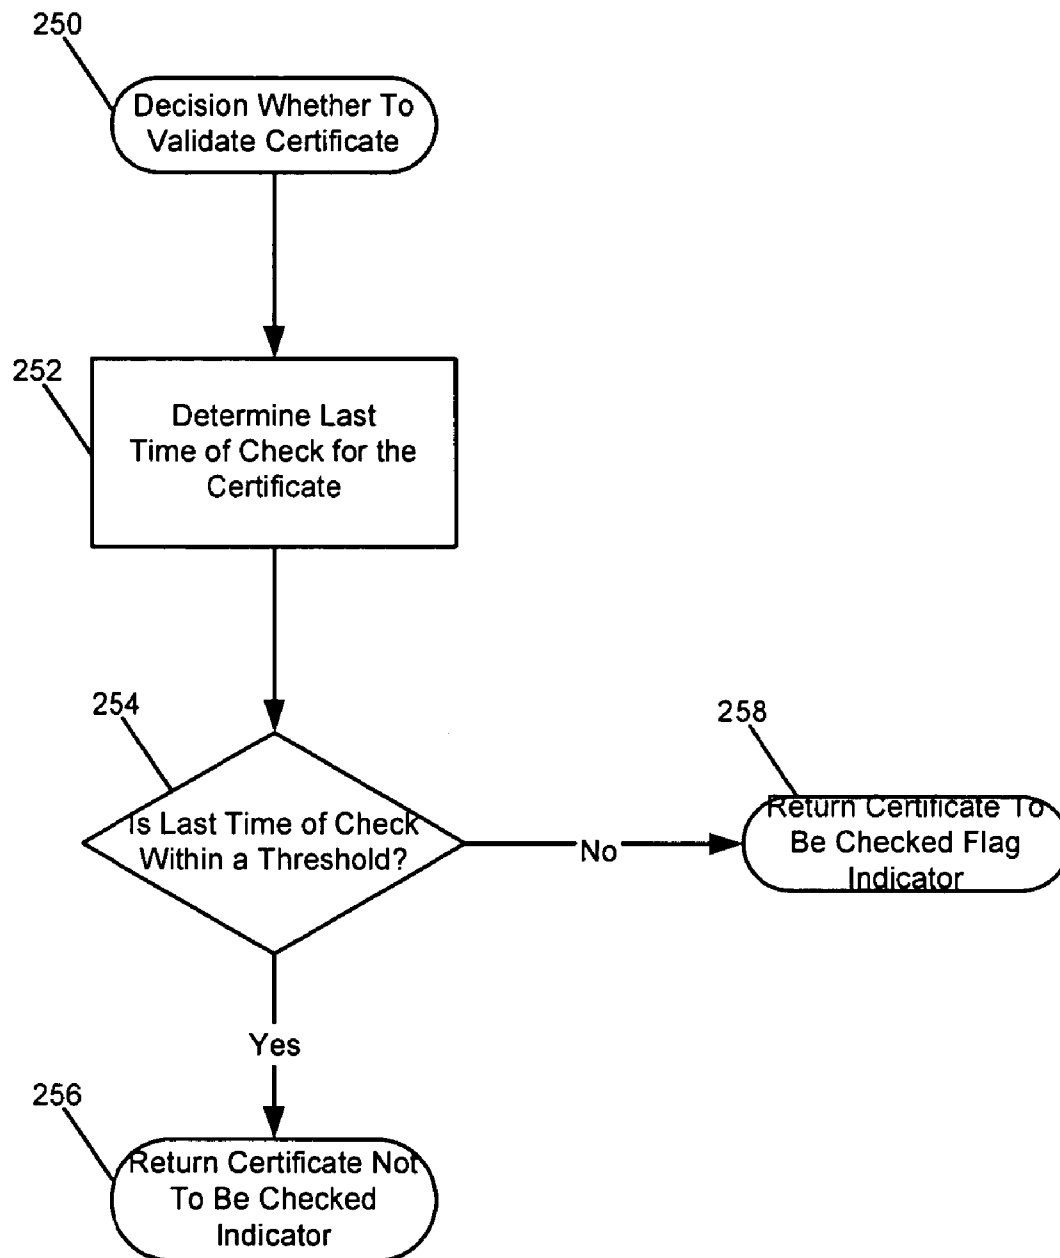 250
Decision Whether To
Validate Certificate
252
Determine Last
Time of Check for the
Certificate
254
Is Last Time of Check
Within a Threshold?
No
258
Return Certificate To
Be Checked Flag
Indicator
Yes
256
Return Certificate Not
To Be Checked
Indicator